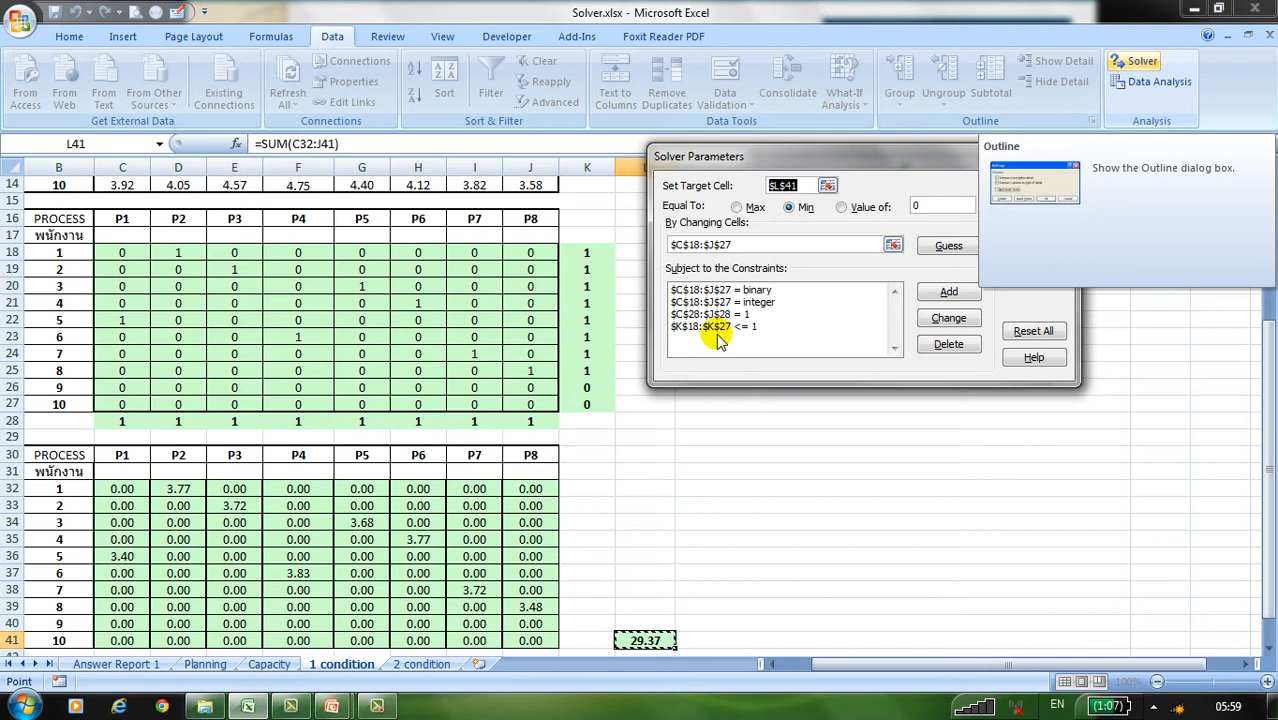 Solver.xlsx - Microsoft Excel
Home Insert Page Layout Formulas Data Review View Developer Add-Ins Foxit Reader PDF
From Access
From Web
From Text
From Other Sources
Existing Connections
Get External Data
Refresh All
Connections
Properties
Edit Links
Connections
Sort
Filter
Clear
Reapply
Advanced
Sort & Filter
Text to Columns
Remove Duplicates
Data Validation
Consolidate
What-If Analysis
Data Tools
Group
Ungroup
Subtotal
Show Detail
Hide Detail
Outline
Solver
Data Analysis
Analysis
L41 fx =SUM(C32:J41)
B C D E F G H I J K L
14 10 3.92 4.05 4.57 4.75 4.40 4.12 3.82 3.58
15
16 PROCESS P1 P2 P3 P4 P5 P6 P7 P8
17 พนักงาน
18 1 0 1 0 0 0 0 0 0 1
19 2 0 0 1 0 0 0 0 0 1
20 3 0 0 0 0 1 0 0 0 1
21 4 0 0 0 0 0 1 0 0 1
22 5 1 0 0 0 0 0 0 0 1
23 6 0 0 0 1 0 0 0 0 1
24 7 0 0 0 0 0 0 1 0 1
25 8 0 0 0 0 0 0 0 1 1
26 9 0 0 0 0 0 0 0 0 0
27 10 0 0 0 0 0 0 0 0 0
28 1 1 1 1 1 1 1 1
29
30 PROCESS P1 P2 P3 P4 P5 P6 P7 P8
31 พนักงาน
32 1 0.00 3.77 0.00 0.00 0.00 0.00 0.00 0.00
33 2 0.00 0.00 3.72 0.00 0.00 0.00 0.00 0.00
34 3 0.00 0.00 0.00 0.00 3.68 0.00 0.00 0.00
35 4 0.00 0.00 0.00 0.00 0.00 3.77 0.00 0.00
36 5 3.40 0.00 0.00 0.00 0.00 0.00 0.00 0.00
37 6 0.00 0.00 0.00 3.83 0.00 0.00 0.00 0.00
38 7 0.00 0.00 0.00 0.00 0.00 0.00 3.72 0.00
39 8 0.00 0.00 0.00 0.00 0.00 0.00 0.00 3.48
40 9 0.00 0.00 0.00 0.00 0.00 0.00 0.00 0.00
41 10 0.00 0.00 0.00 0.00 0.00 0.00 0.00 0.00 29.37
Solver Parameters
Set Target Cell: $L$41
Equal To: Max Min Value of: 0
By Changing Cells:
$C$18:$J$27 Guess
Subject to the Constraints:
$C$18:$J$27 = binary
$C$18:$J$27 = integer
$C$28:$J$28 = 1
$K$18:$K$27 <= 1
Add
Change
Delete
Reset All
Help
Outline
Show the Outline dialog box.
Answer Report 1 Planning Capacity 1 condition 2 condition
Point 100%
EN (1:07) 05:59